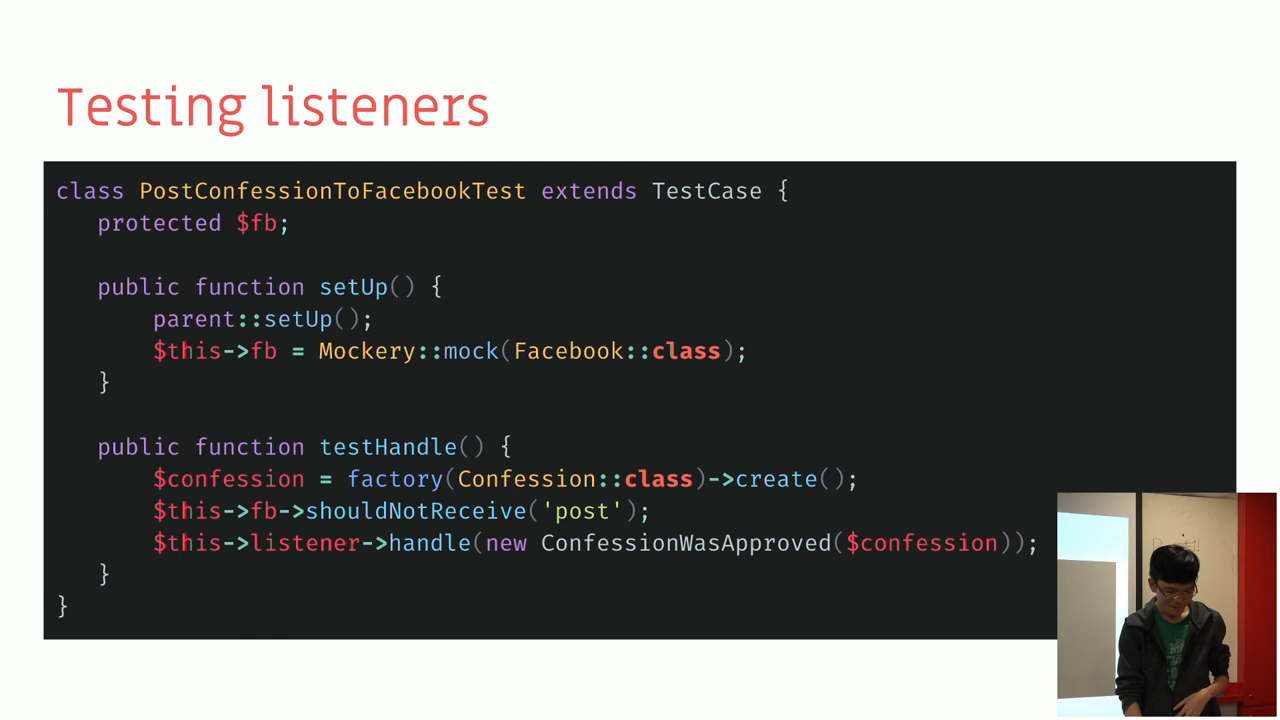 Testing listeners
class PostConfessionToFacebookTest extends TestCase {
protected $fb;
public function setUp() {
parent::setUp();
$this->fb = Mockery::mock(Facebook::class);
}
public function testHandle() {
$confession = factory(Confession::class)->create();
$this->fb->shouldNotReceive('post');
$this->listener->handle(new ConfessionWasApproved($confession));
}
}